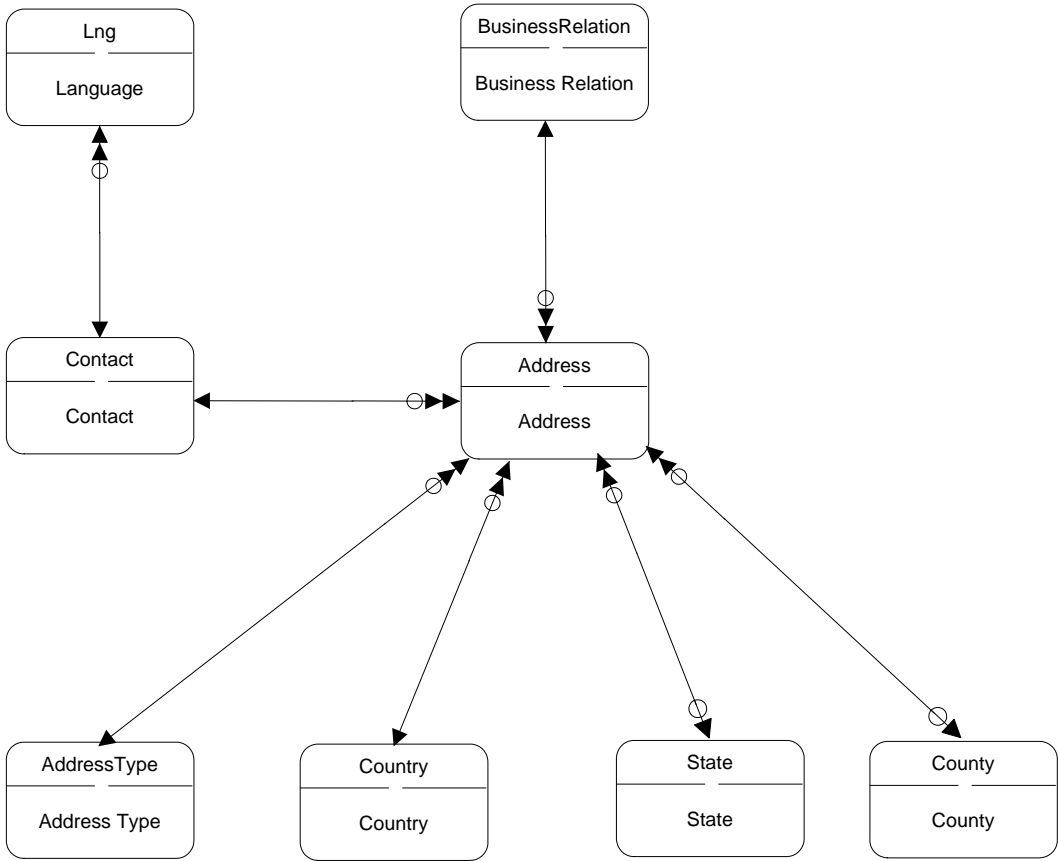 Lng
Language
BusinessRelation
Business Relation
Contact
Contact
Address
Address
AddressType
Address Type
Country
Country
State
State
County
County